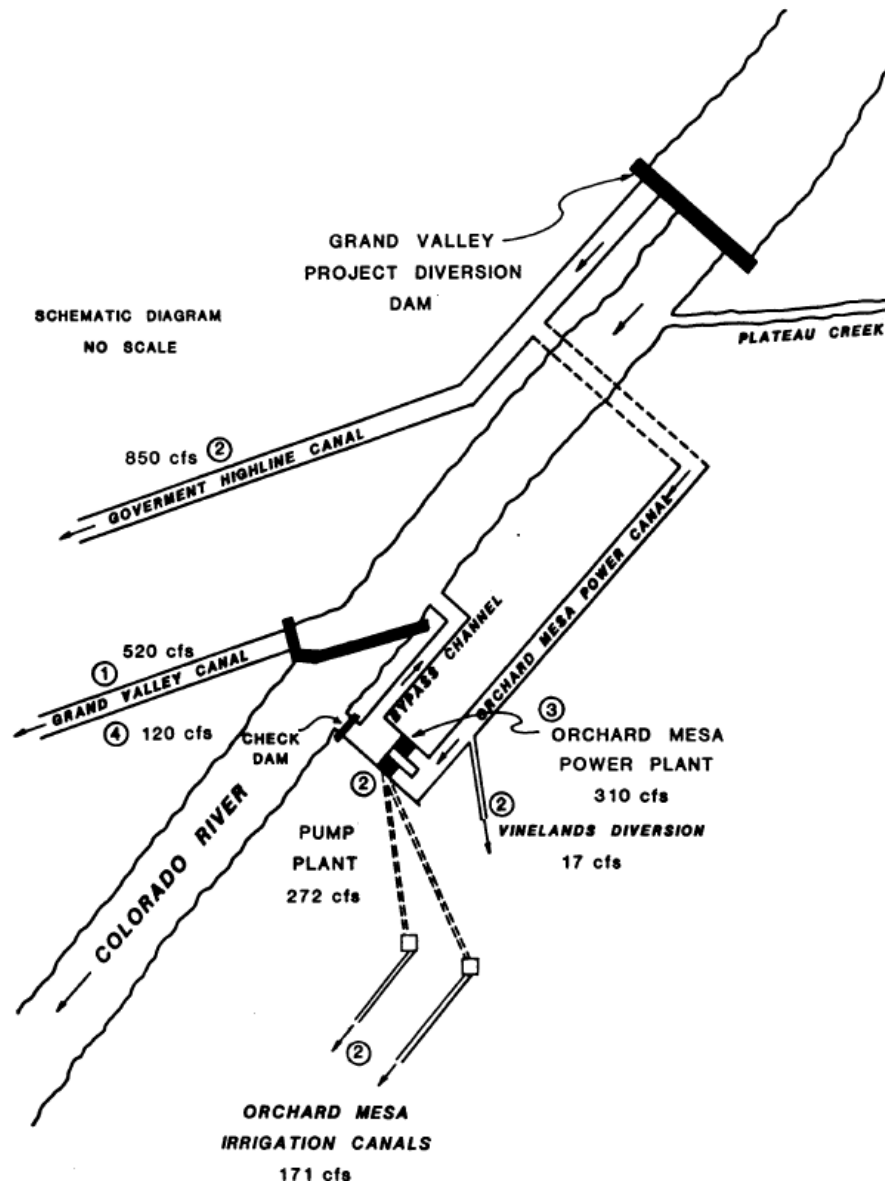 GRAND VALLEY
PROJECT DIVERSION
DAM
SCHEMATIC DIAGRAM
NO SCALE
PLATEAU CREEK
850 cfs ②
GOVERMENT HIGHLINE CANAL
ORCHARD MESA POWER CANAL
BYPASS CHANNEL
① 520 cfs
GRAND VALLEY CANAL
④ 120 cfs
CHECK
DAM
③
ORCHARD MESA
POWER PLANT
310 cfs
②
PUMP
PLANT
272 cfs
②
VINELANDS DIVERSION
17 cfs
COLORADO RIVER
②
ORCHARD MESA
IRRIGATION CANALS
171 cfs